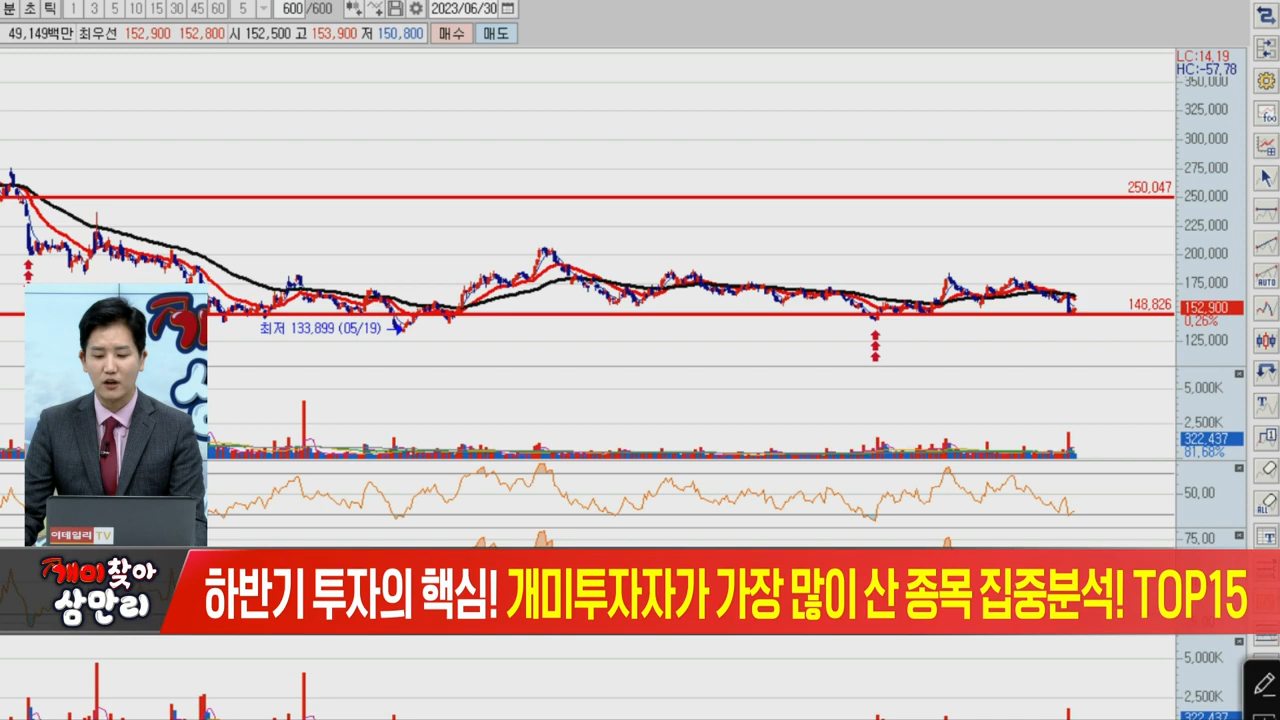 분 초 틱 1 3 5 10 15 30 45 60 5 600 /600 2023/06/30
49,149백만 최우선 152,900 152,800 시 152,500 고 153,900 저 150,800 매수 매도
LC:14,19
HC:-57,78
350,000
325,000
300,000
275,000
250,047
250,000
225,000
200,000
175,000
148,826
152,900
0,26%
최저 133,899 (05/19)
125,000
5,000K
2,500K
322,437
81,68%
50,00
AUTO
ALL
75,00
이데일리TV
개미찾아
삼만리
하반기 투자의 핵심! 개미투자자가 가장 많이 산 종목 집중분석! TOP15
5,000K
2,500K
322,437